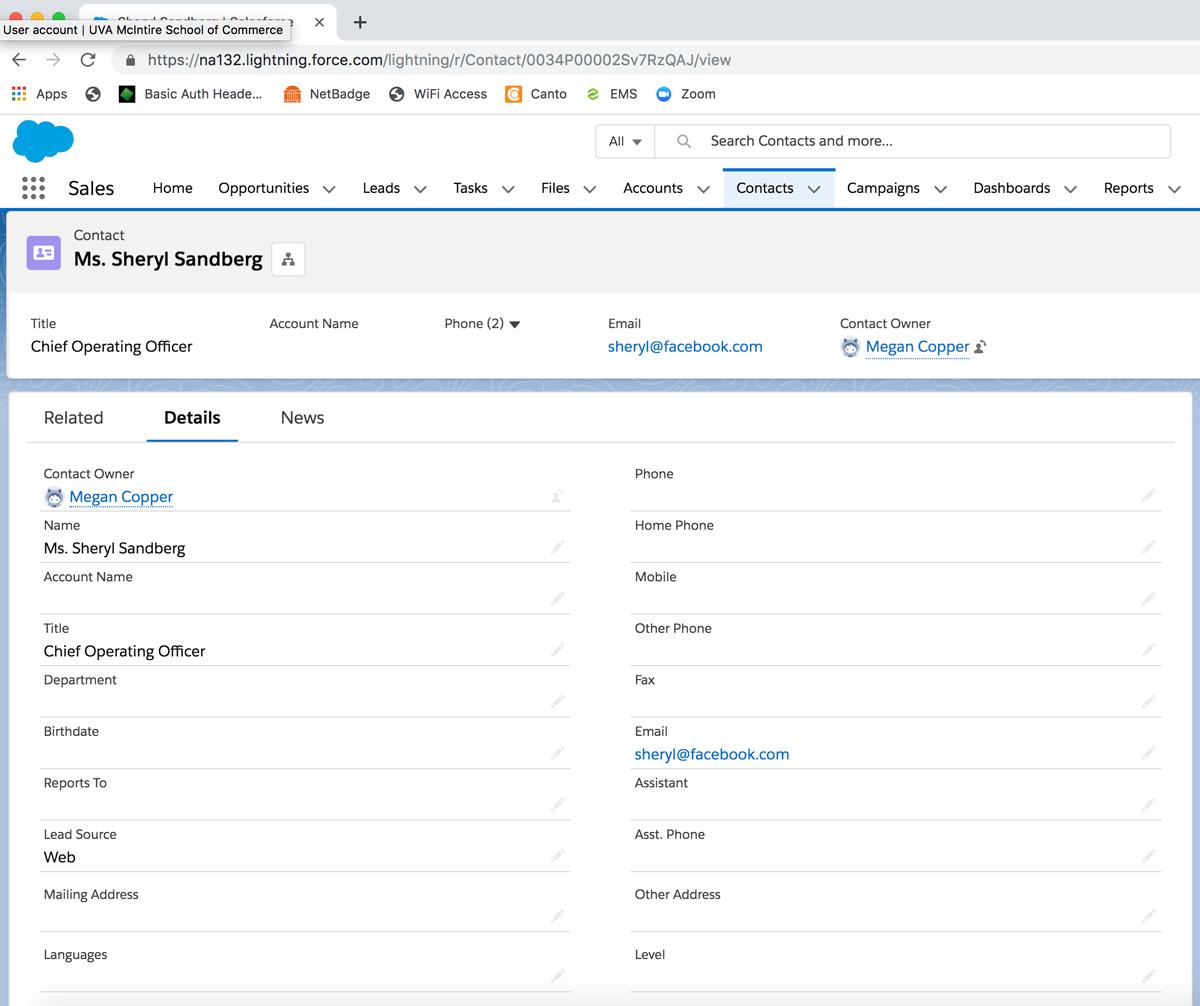 Sheryl Sandberg | Salesforce
User account | UVA McIntire School of Commerce
https://na132.lightning.force.com/lightning/r/Contact/0034P00002Sv7RzQAJ/view
Apps Basic Auth Heade... NetBadge WiFi Access Canto EMS Zoom
All Search Contacts and more...
Sales Home Opportunities Leads Tasks Files Accounts Contacts Campaigns Dashboards Reports
Contact
Ms. Sheryl Sandberg
Title Account Name Phone (2) Email Contact Owner
Chief Operating Officer sheryl@facebook.com Megan Copper
Related Details News
Contact Owner Phone
Megan Copper
Name Home Phone
Ms. Sheryl Sandberg
Account Name Mobile
Title Other Phone
Chief Operating Officer
Department Fax
Birthdate Email
sheryl@facebook.com
Reports To Assistant
Lead Source Asst. Phone
Web
Mailing Address Other Address
Languages Level